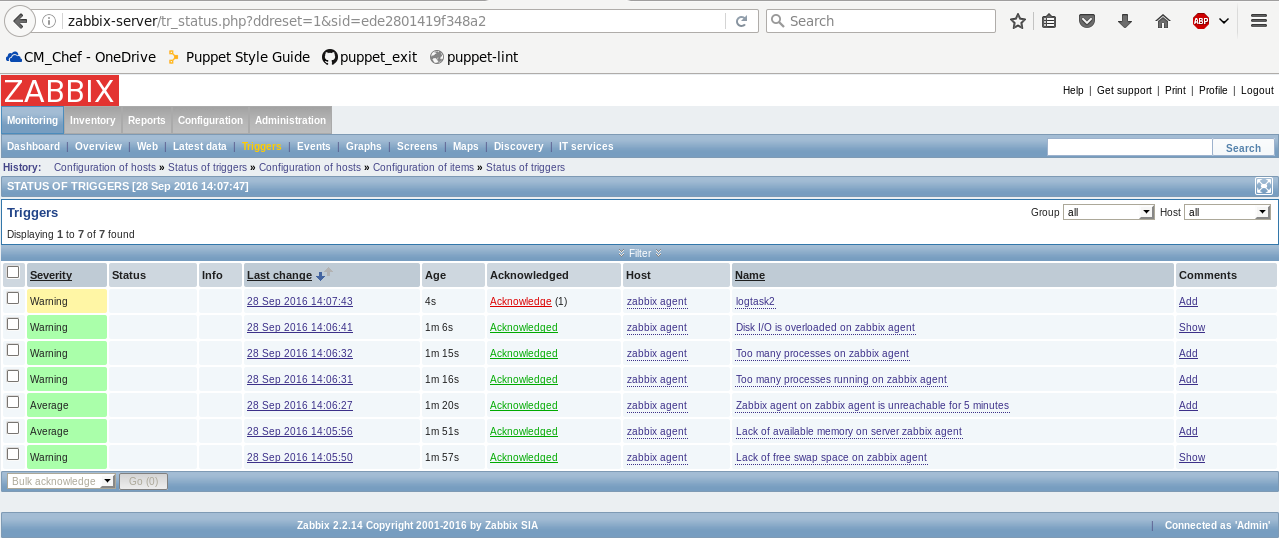 zabbix-server/tr_status.php?ddreset=1&sid=ede2801419f348a2
Search
ABP
CM_Chef - OneDrive Puppet Style Guide puppet_exit puppet-lint
ZABBIX
Help | Get support | Print | Profile | Logout
Monitoring Inventory Reports Configuration Administration
Dashboard | Overview | Web | Latest data | Triggers | Events | Graphs | Screens | Maps | Discovery | IT services Search
History: Configuration of hosts » Status of triggers » Configuration of hosts » Configuration of items » Status of triggers
STATUS OF TRIGGERS [28 Sep 2016 14:07:47]
Triggers Group all Host all
Displaying 1 to 7 of 7 found
Filter
Severity Status Info Last change Age Acknowledged Host Name Comments
Warning 28 Sep 2016 14:07:43 4s Acknowledge (1) zabbix agent logtask2 Add
Warning 28 Sep 2016 14:06:41 1m 6s Acknowledged zabbix agent Disk I/O is overloaded on zabbix agent Show
Warning 28 Sep 2016 14:06:32 1m 15s Acknowledged zabbix agent Too many processes on zabbix agent Add
Warning 28 Sep 2016 14:06:31 1m 16s Acknowledged zabbix agent Too many processes running on zabbix agent Add
Average 28 Sep 2016 14:06:27 1m 20s Acknowledged zabbix agent Zabbix agent on zabbix agent is unreachable for 5 minutes Add
Average 28 Sep 2016 14:05:56 1m 51s Acknowledged zabbix agent Lack of available memory on server zabbix agent Add
Warning 28 Sep 2016 14:05:50 1m 57s Acknowledged zabbix agent Lack of free swap space on zabbix agent Show
Bulk acknowledge Go (0)
Zabbix 2.2.14 Copyright 2001-2016 by Zabbix SIA | Connected as 'Admin'